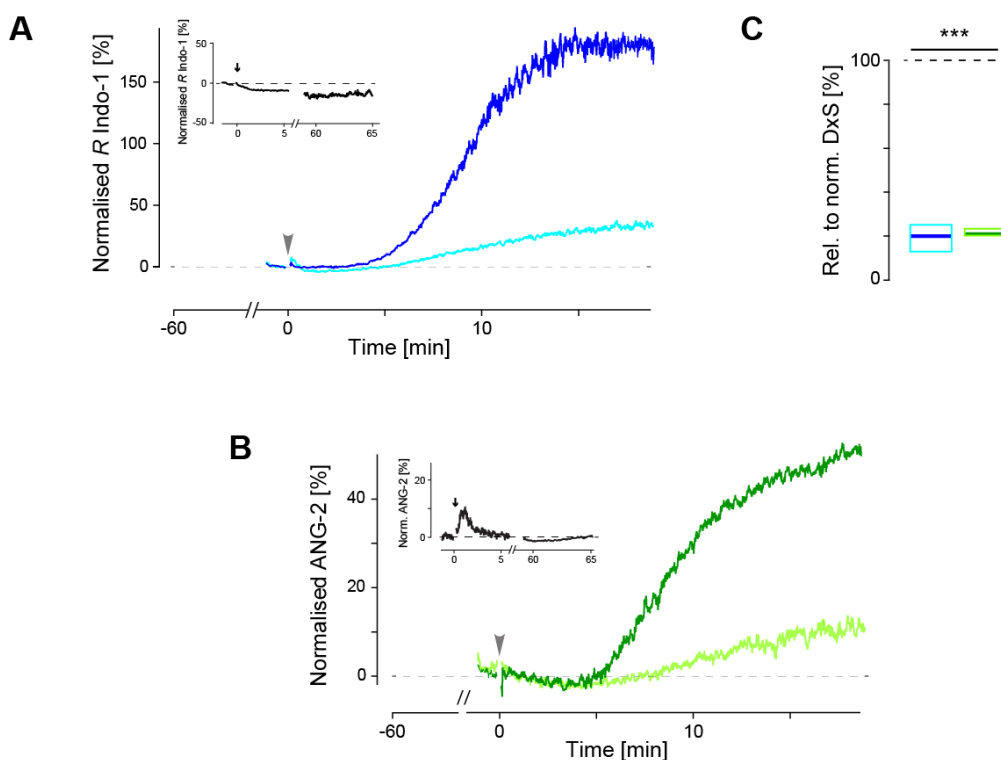 A
Normalised R Indo-1 [%]
150
100
50
0
Normalised R Indo-1 [%]
50
0
-50
0
5
60
65
-60
0
10
Time [min]
C
***
Rel. to norm. DxS [%]
100
0
B
Normalised ANG-2 [%]
40
20
0
Norm. ANG-2 [%]
20
0
0
5
60
65
-60
0
10
Time [min]